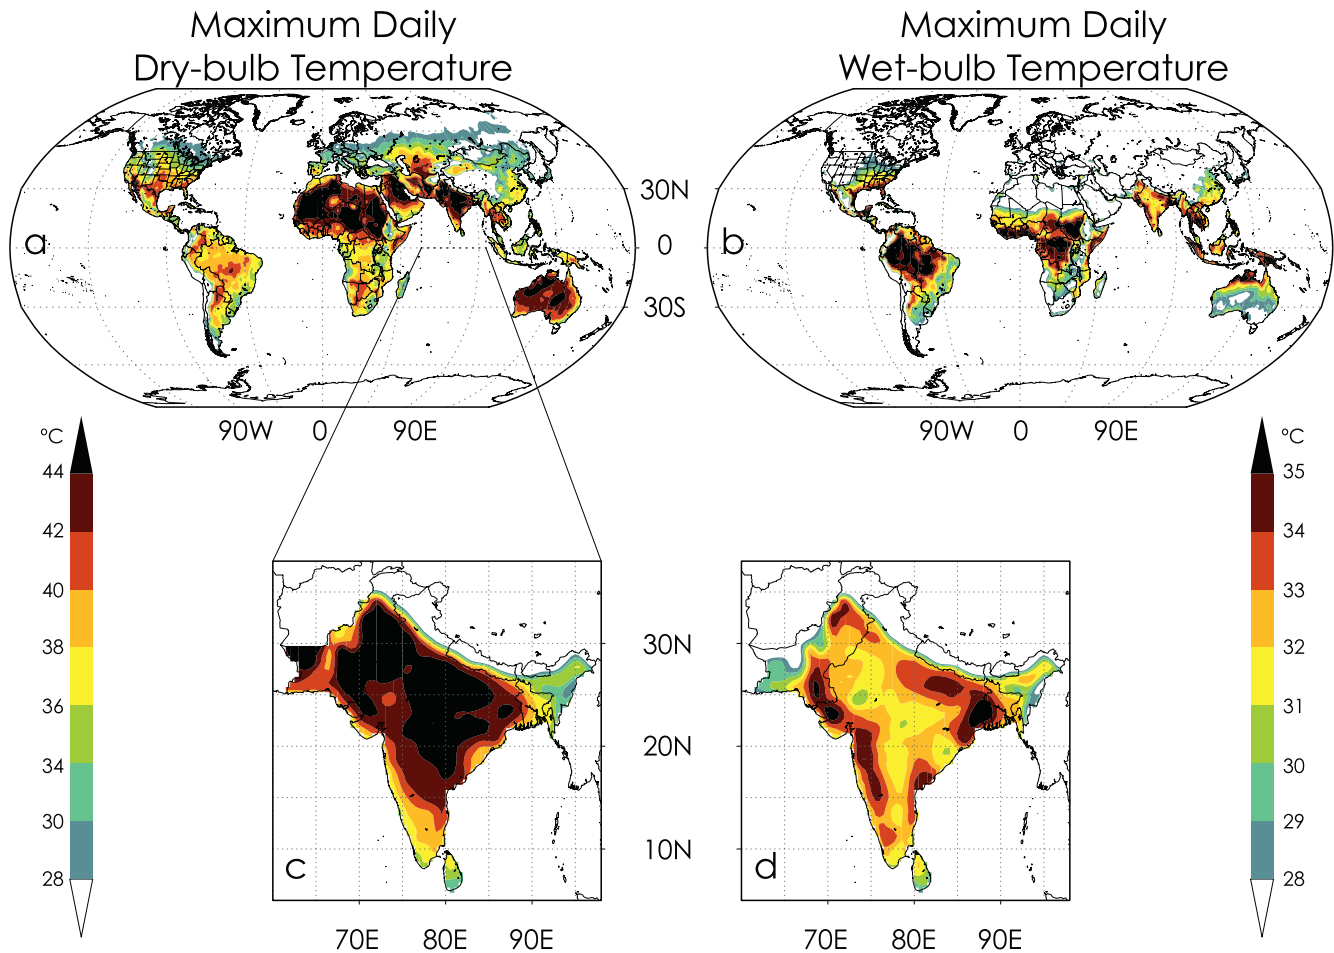 Maximum Daily
Dry-bulb Temperature
Maximum Daily
Wet-bulb Temperature
a
b
30N
0
30S
90W 0 90E
90W 0 90E
ºC
44
42
40
38
36
34
30
28
ºC
35
34
33
32
31
30
29
28
c
d
30N
20N
10N
70E 80E 90E
70E 80E 90E